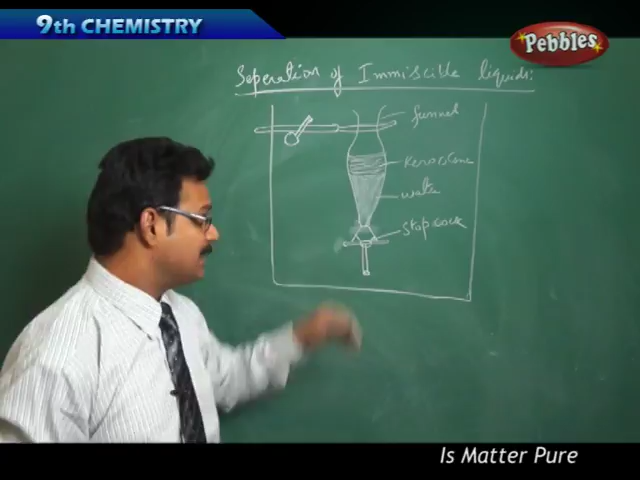 9th CHEMISTRY
Pebbles
Seperation of Immiscible liquids:
funnel
Kerosene
water
Stop cock
Is Matter Pure